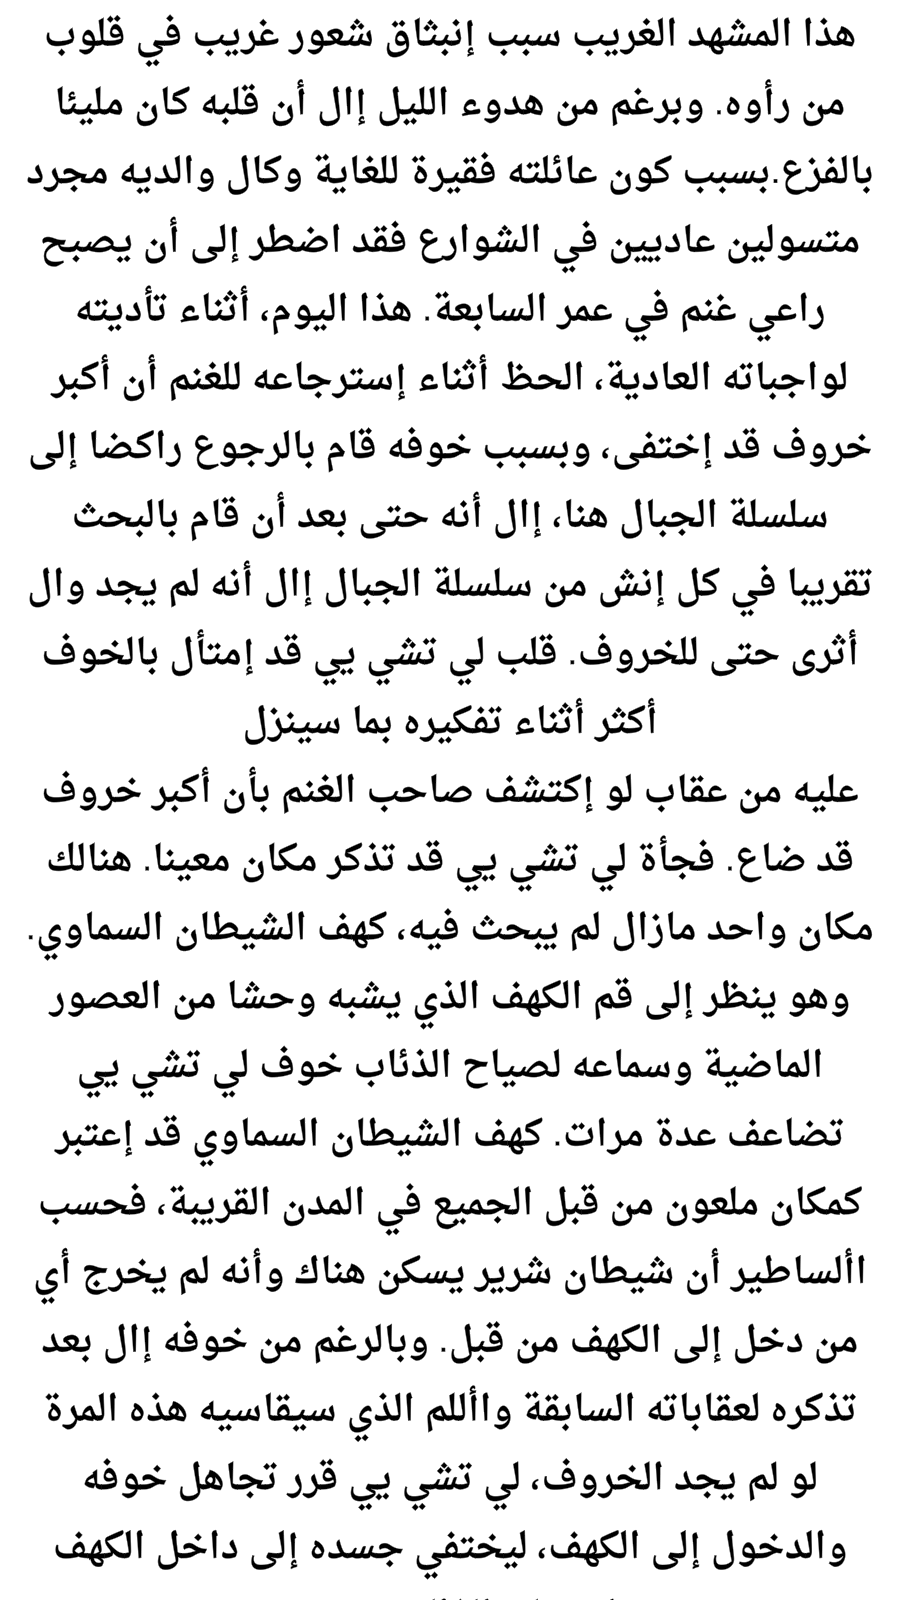 هذا المشهد الغريب سبب إنبثاق شعور غريب في قلوب
من رأوه. وبرغم من هدوء الليل إال أن قلبه كان مليئا
بالفزع.بسبب كون عائلته فقيرة للغاية وكال والديه مجرد
متسولين عاديين في الشوارع فقد اضطر إلى أن يصبح
راعي غنم في عمر السابعة. هذا اليوم، أثناء تأديته
لواجباته العادية، الحظ أثناء إسترجاعه للغنم أن أكبر
خروف قد إختفى، وبسبب خوفه قام بالرجوع راكضا إلى
سلسلة الجبال هنا، إال أنه حتى بعد أن قام بالبحث
تقريبا في كل إنش من سلسلة الجبال إال أنه لم يجد وال
أثرى حتى للخروف. قلب لي تشي يي قد إمتأل بالخوف
أكثر أثناء تفكيره بما سينزل
عليه من عقاب لو إكتشف صاحب الغنم بأن أكبر خروف
قد ضاع. فجأة لي تشي يي قد تذكر مكان معينا. هنالك
مكان واحد مازال لم يبحث فيه، كهف الشيطان السماوي.
وهو ينظر إلى قم الكهف الذي يشبه وحشا من العصور
الماضية وسماعه لصياح الذئاب خوف لي تشي يي
تضاعف عدة مرات. كهف الشيطان السماوي قد إعتبر
كمكان ملعون من قبل الجميع في المدن القريبة، فحسب
األساطير أن شيطان شرير يسكن هناك وأنه لم يخرج أي
من دخل إلى الكهف من قبل. وبالرغم من خوفه إال بعد
تذكره لعقاباته السابقة واأللم الذي سيقاسيه هذه المرة
لو لم يجد الخروف، لي تشي يي قرر تجاهل خوفه
والدخول إلى الكهف، ليختفي جسده إلى داخل الكهف